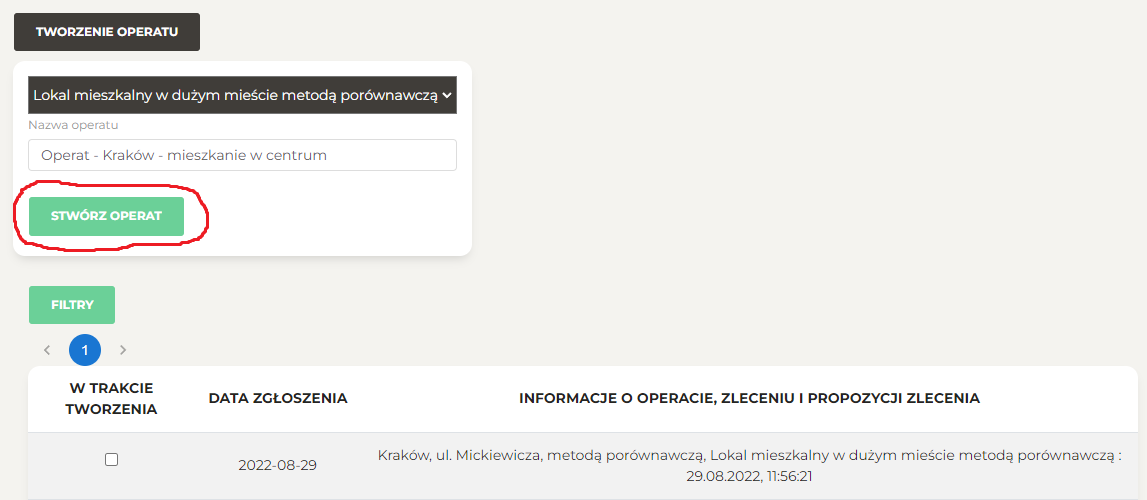 TWORZENIE OPERATU
Lokal mieszkalny w dużym mieście metodą porównawczą
Nazwa operatu
Operat - Kraków - mieszkanie w centrum
STWÓRZ OPERAT
FILTRY
1
W TRAKCIE
TWORZENIA
DATA ZGŁOSZENIA
INFORMACJE O OPERACIE, ZLECENIU I PROPOZYCJI ZLECENIA
2022-08-29
Kraków, ul. Mickiewicza, metodą porównawczą, Lokal mieszkalny w dużym mieście metodą porównawczą :
29.08.2022, 11:56:21